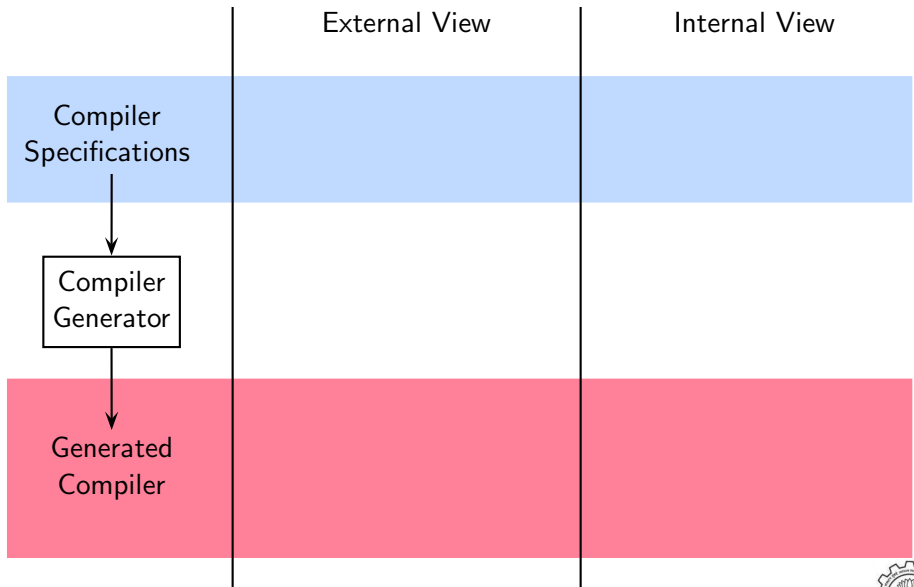 External View
Internal View
Compiler
Specifications
Compiler
Generator
Generated
Compiler